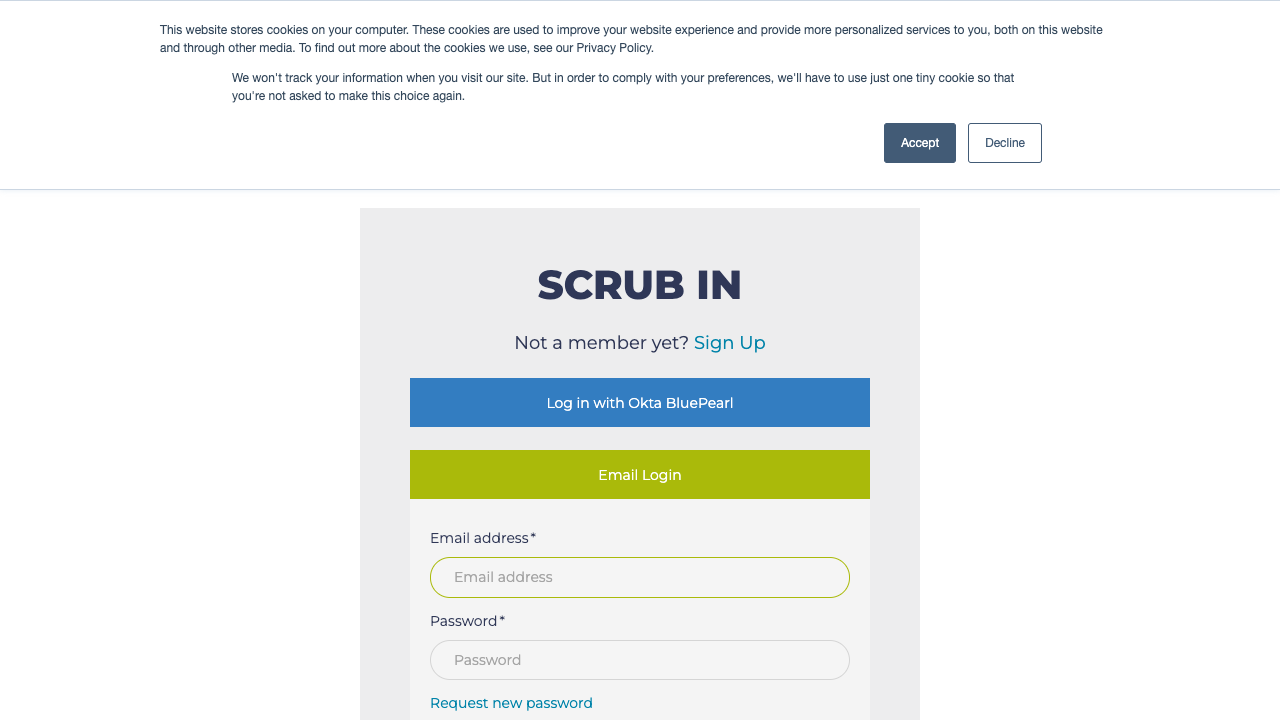 This website stores cookies on your computer. These cookies are used to improve your website experience and provide more personalized services to you, both on this website
and through other media. To find out more about the cookies we use, see our Privacy Policy.
We won't track your information when you visit our site. But in order to comply with your preferences, we'll have to use just one tiny cookie so that
you're not asked to make this choice again.
Accept
Decline
SCRUB IN
Not a member yet? Sign Up
Log in with Okta BluePearl
Email Login
Email address*
Email address
Password*
Password
Request new password